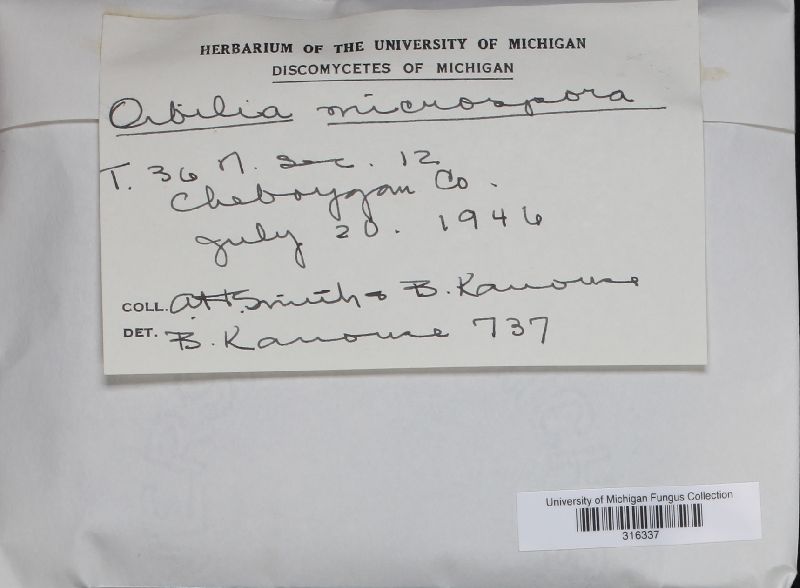 HERBARIUM OF THE UNIVERSITY OF MICHIGAN
DISCOMYCETES OF MICHIGAN
Orbilia microspora
T. 36 N. Sec. 12
Cheboygan Co.
July 20. 1946
COLL. A.H. Smith & B. Kanouse
DET. B. Kanouse 737
University of Michigan Fungus Collection
316337